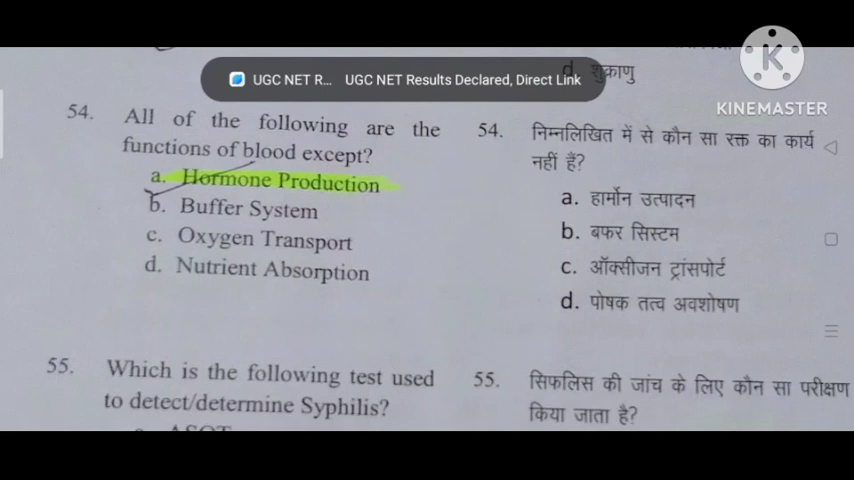 d. शुक्राणु
UGC NET R... UGC NET Results Declared, Direct Link
KINEMASTER
54. All of the following are the
functions of blood except?
a. Hormone Production
b. Buffer System
c. Oxygen Transport
d. Nutrient Absorption
55. Which is the following test used
to detect/determine Syphilis?
54. निम्नलिखित में से कौन सा रक्त का कार्य
नहीं हैं?
a. हार्मोन उत्पादन
b. बफर सिस्टम
c. ऑक्सीजन ट्रांसपोर्ट
d. पोषक तत्व अवशोषण
55. सिफलिस की जांच के लिए कौन सा परीक्षण
किया जाता है?